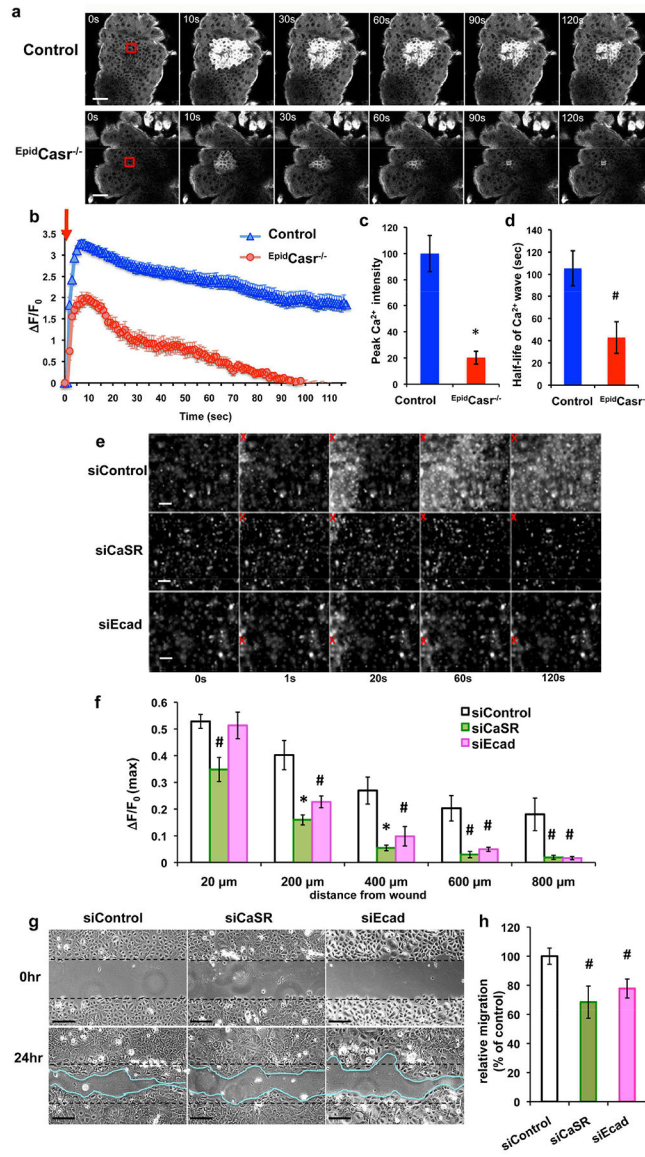 a
Control
0s 10s 30s 60s 90s 120s
EpidCasr-/-
0s 10s 30s 60s 90s 120s
b
Control
EpidCasr-/-
ΔF/F0
3.5
3
2.5
2
1.5
1
0.5
0
0 10 20 30 40 50 60 70 80 90 100 110
Time (sec)
c
Peak Ca2+ intensity
120
100
80
60
40
20
0
*
Control EpidCasr-/-
d
Half-life of Ca2+ wave (sec)
140
120
100
80
60
40
20
0
#
Control EpidCasr-/-
e
siControl
X X X X
siCaSR
X X X X
siEcad
X X X X
0s 1s 20s 60s 120s
f
siControl
siCaSR
siEcad
ΔF/F0 (max)
0.6
0.5
0.4
0.3
0.2
0.1
0
# * # * # # # # #
20 µm 200 µm 400 µm 600 µm 800 µm
distance from wound
g
siControl siCaSR siEcad
0hr
24hr
h
relative migration
(% of control)
120
100
80
60
40
20
0
# #
siControl siCaSR siEcad